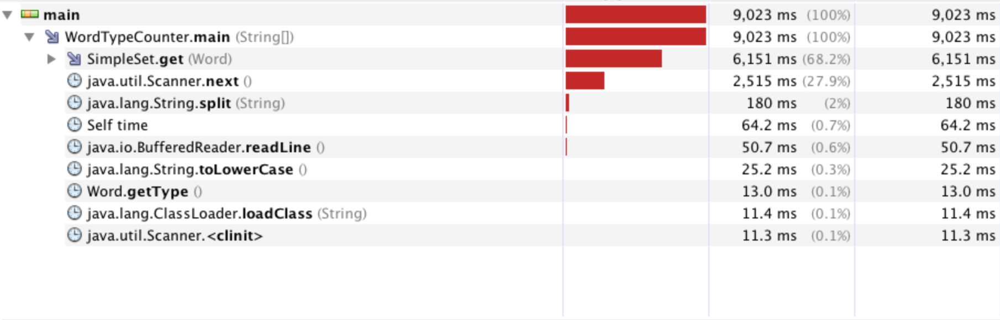 main 9,023 ms (100%) 9,023 ms
WordTypeCounter.main (String[]) 9,023 ms (100%) 9,023 ms
SimpleSet.get (Word) 6,151 ms (68.2%) 6,151 ms
java.util.Scanner.next () 2,515 ms (27.9%) 2,515 ms
java.lang.String.split (String) 180 ms (2%) 180 ms
Self time 64.2 ms (0.7%) 64.2 ms
java.io.BufferedReader.readLine () 50.7 ms (0.6%) 50.7 ms
java.lang.String.toLowerCase () 25.2 ms (0.3%) 25.2 ms
Word.getType () 13.0 ms (0.1%) 13.0 ms
java.lang.ClassLoader.loadClass (String) 11.4 ms (0.1%) 11.4 ms
java.util.Scanner.<clinit> 11.3 ms (0.1%) 11.3 ms